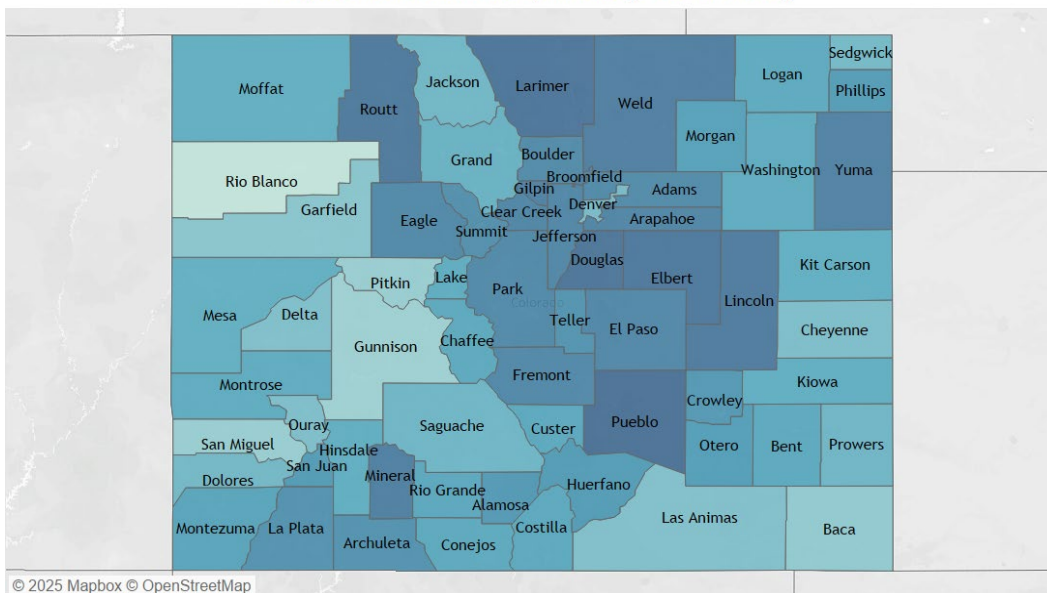 Sedgwick
Logan
Jackson
Larimer
Moffat
Phillips
Weld
Routt
Morgan
Boulder
Grand
Washington
Yuma
Broomfield
Rio Blanco
Gilpin
Adams
Denver
Garfield
Clear Creek
Eagle
Arapahoe
Summit
Jefferson
Douglas
Kit Carson
Lake
Elbert
Pitkin
Park
Lincoln
Colorado
Delta
Mesa
Teller
El Paso
Cheyenne
Chaffee
Gunnison
Fremont
Montrose
Kiowa
Crowley
Pueblo
Ouray
Saguache
Custer
San Miguel
Otero
Bent
Prowers
Hinsdale
San Juan
Mineral
Dolores
Huerfano
Rio Grande
Alamosa
Las Animas
Montezuma
La Plata
Costilla
Baca
Archuleta
Conejos
© 2025 Mapbox © OpenStreetMap